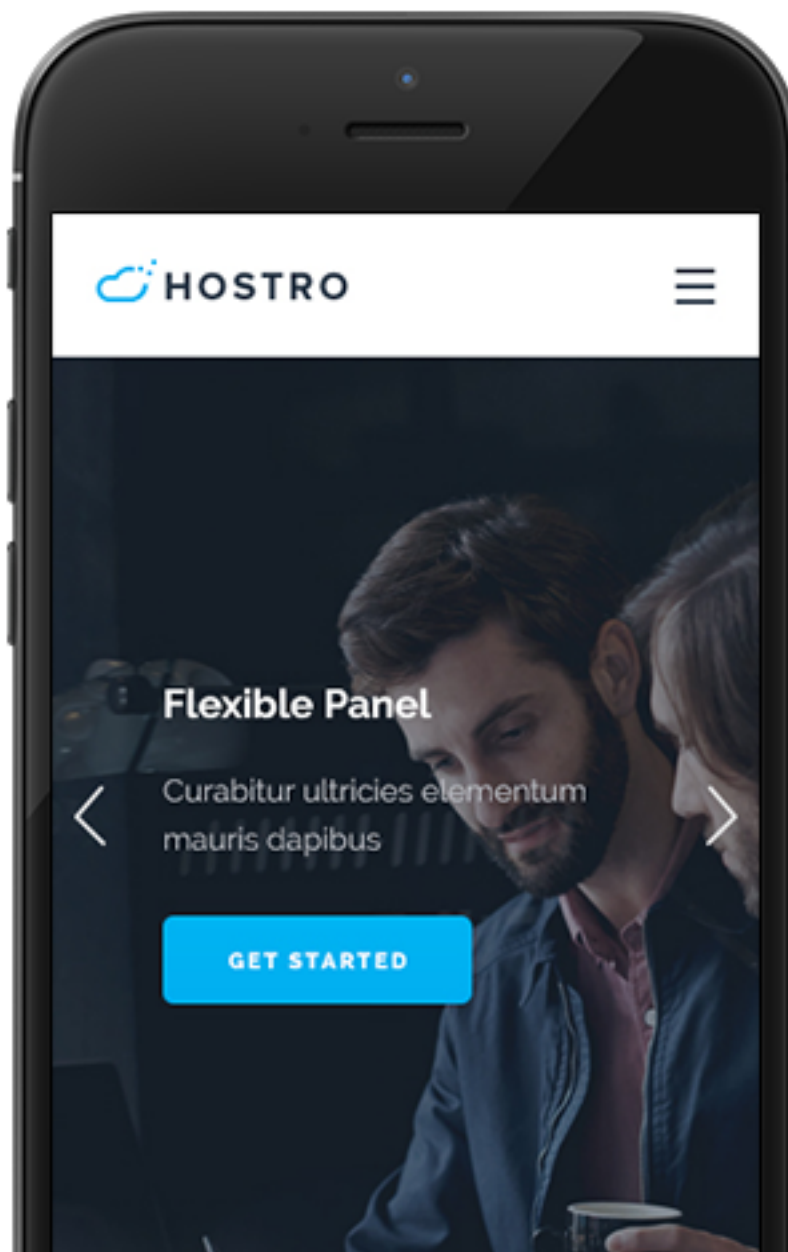 HOSTRO
Flexible Panel
Curabitur ultricies elementum
mauris dapibus
GET STARTED